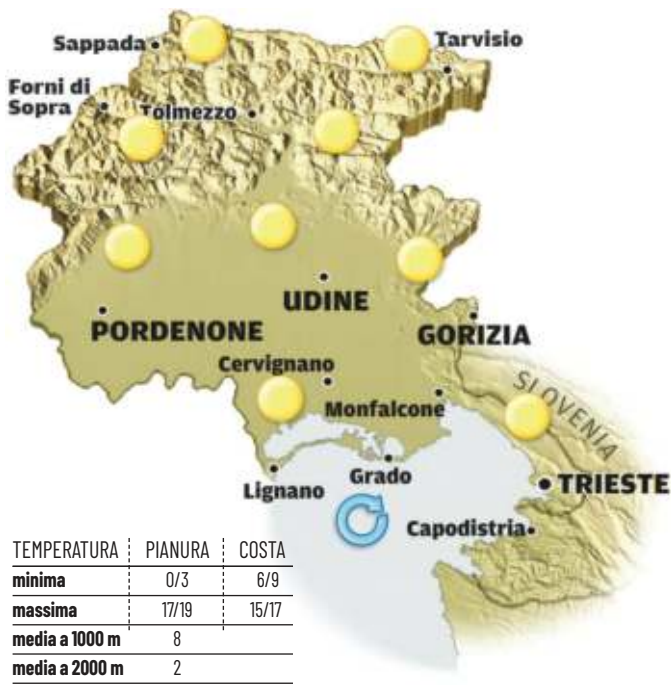 Sappada
Tarvisio
Forni di
Sopra
Tolmezzo
UDINE
PORDENONE
GORIZIA
Cervignano
SLOVENIA
Monfalcone
Lignano
Grado
TRIESTE
Capodistria
TEMPERATURA PIANURA COSTA
minima 0/3 6/9
massima 17/19 15/17
media a 1000 m 8
media a 2000 m 2